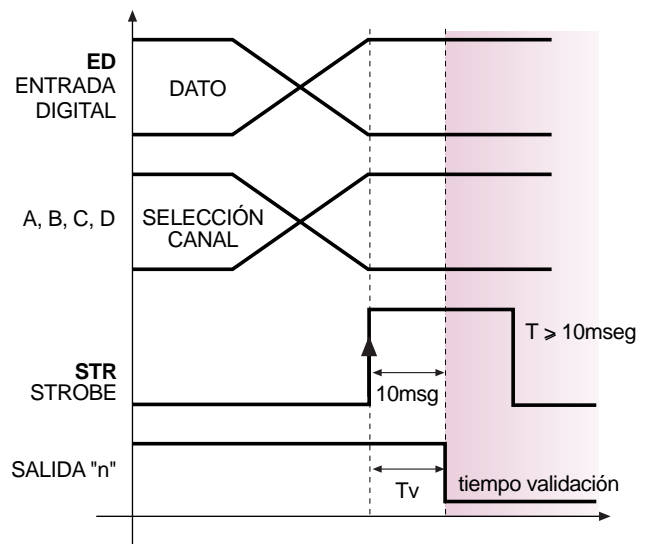 ED
ENTRADA
DIGITAL
DATO
A, B, C, D
SELECCIÓN
CANAL
T ⩾ 10mseg
STR
STROBE
10msg
SALIDA "n"
Tv
tiempo validación